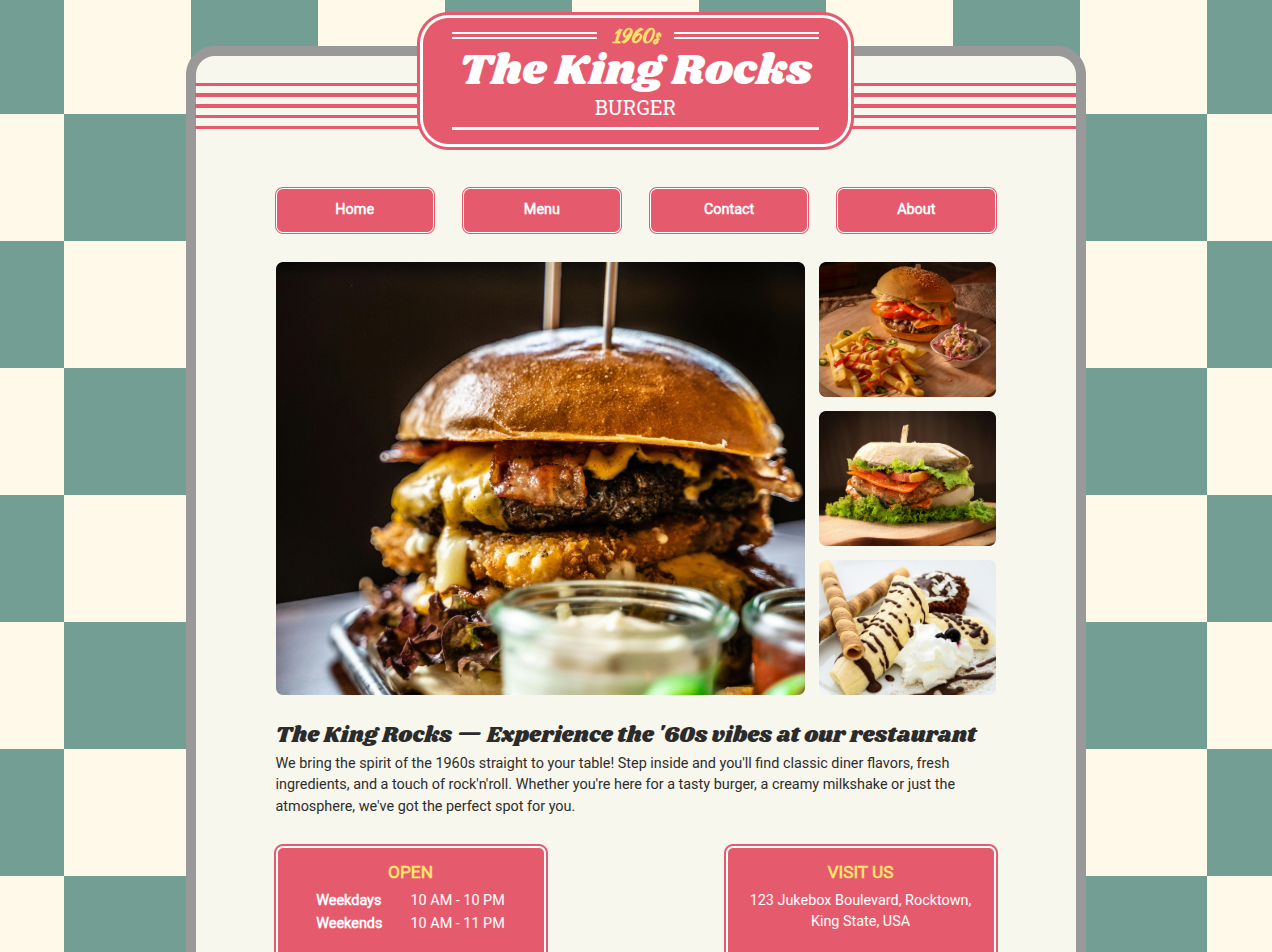 1960s
The King Rocks
BURGER
Home
Menu
Contact
About
The King Rocks — Experience the '60s vibes at our restaurant
We bring the spirit of the 1960s straight to your table! Step inside and you'll find classic diner flavors, fresh
ingredients, and a touch of rock'n'roll. Whether you're here for a tasty burger, a creamy milkshake or just the
atmosphere, we've got the perfect spot for you.
OPEN
Weekdays 10 AM - 10 PM
Weekends 10 AM - 11 PM
VISIT US
123 Jukebox Boulevard, Rocktown,
King State, USA